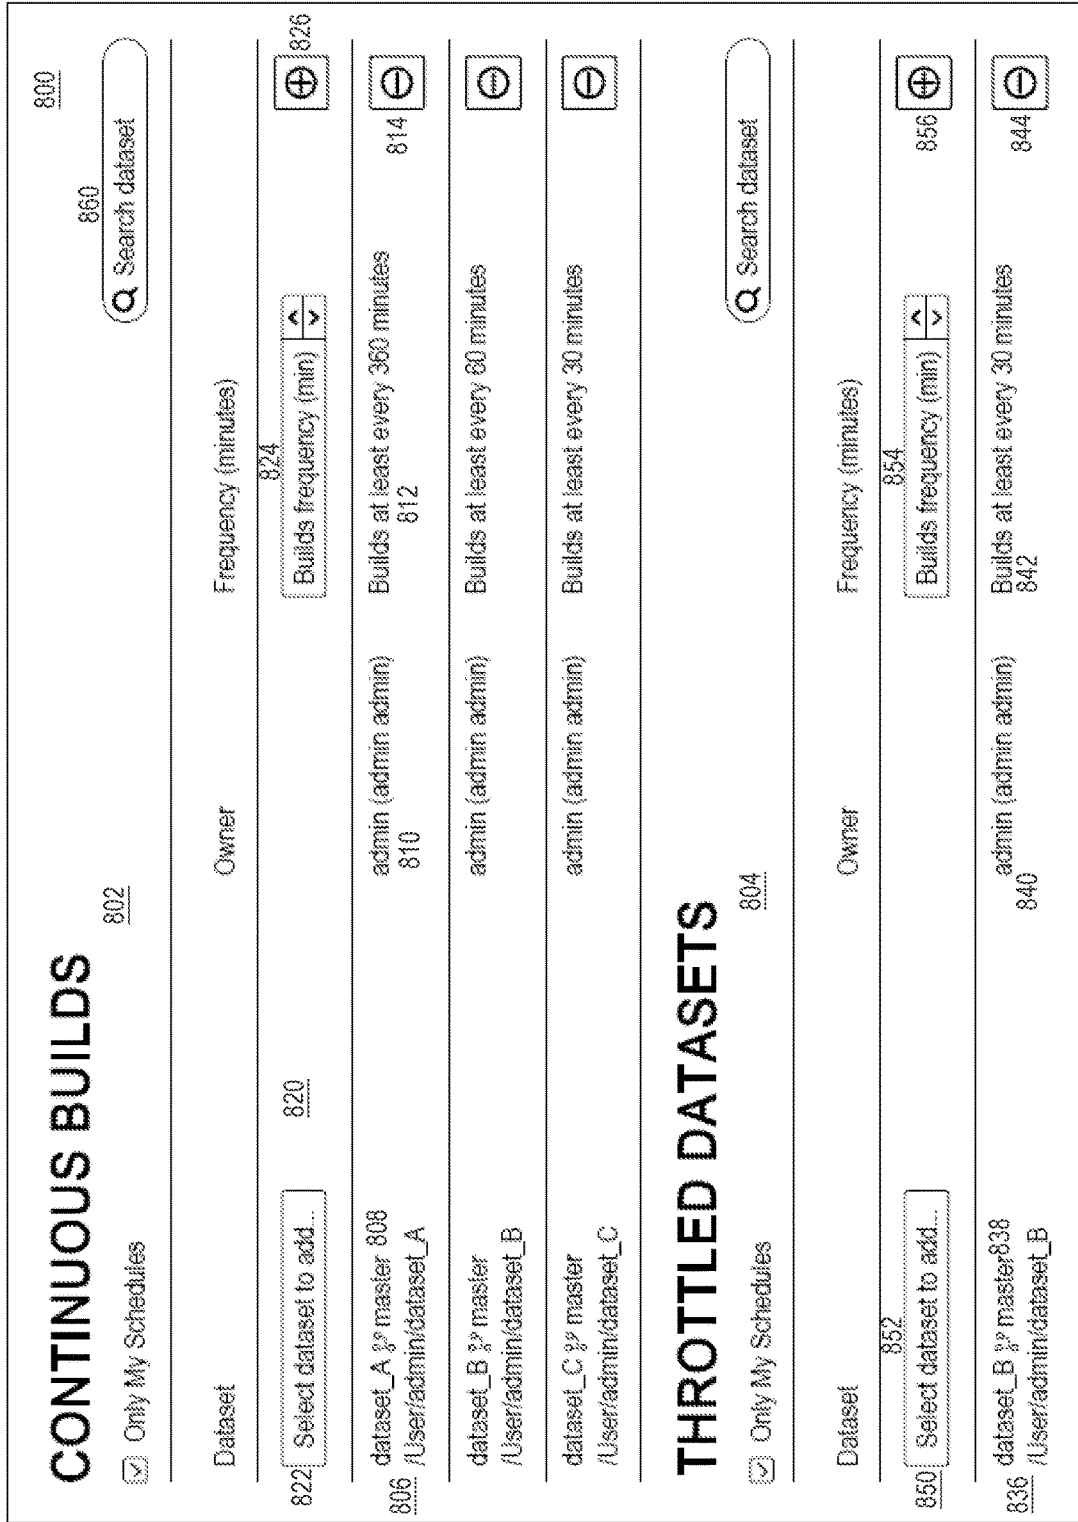 800
CONTINUOUS BUILDS
802
860
Only My Schedules
Search dataset
Dataset Owner Frequency (minutes)
820 824
822 Select dataset to add... Builds frequency (min) 826
dataset_A master 808 admin (admin admin) Builds at least every 360 minutes
806 /User/admin/dataset_A 810 812 814
dataset_B master admin (admin admin) Builds at least every 60 minutes
/User/admin/dataset_B
dataset_C master admin (admin admin) Builds at least every 30 minutes
/User/admin/dataset_C
THROTTLED DATASETS
804
Only My Schedules Search dataset
Dataset Owner Frequency (minutes)
852 854
850 Select dataset to add... Builds frequency (min) 856
dataset_B master 838 admin (admin admin) Builds at least every 30 minutes
836 /User/admin/dataset_B 840 842 844